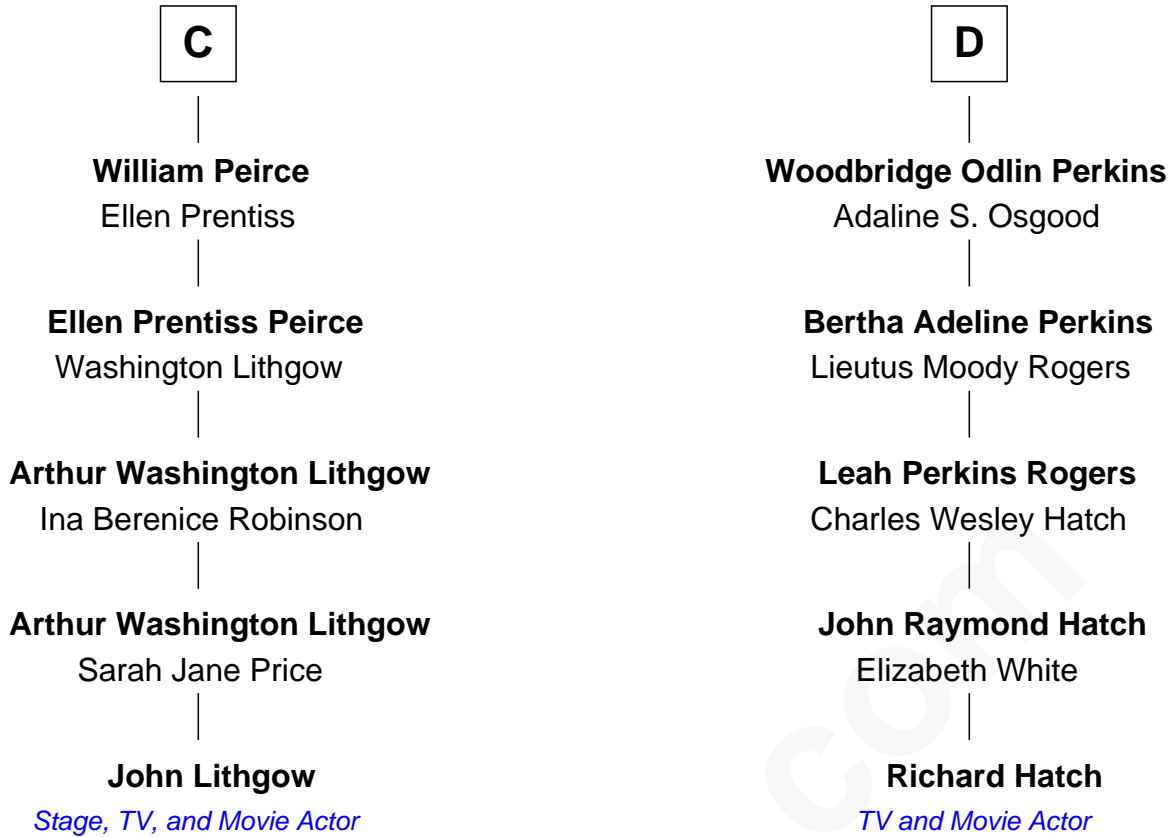 C
William Peirce
Ellen Prentiss
Ellen Prentiss Peirce
Washington Lithgow
Arthur Washington Lithgow
Ina Berenice Robinson
Arthur Washington Lithgow
Sarah Jane Price
John Lithgow
Stage, TV, and Movie Actor
D
Woodbridge Odlin Perkins
Adaline S. Osgood
Bertha Adeline Perkins
Lieutus Moody Rogers
Leah Perkins Rogers
Charles Wesley Hatch
John Raymond Hatch
Elizabeth White
Richard Hatch
TV and Movie Actor
com